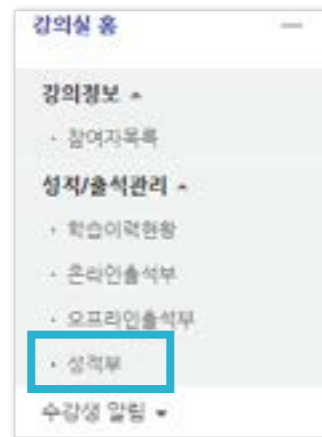 강의실 홈
강의정보
· 참여자목록
성적/출석관리
· 학습이력현황
· 온라인출석부
· 오프라인출석부
· 성적부
수강생 알림